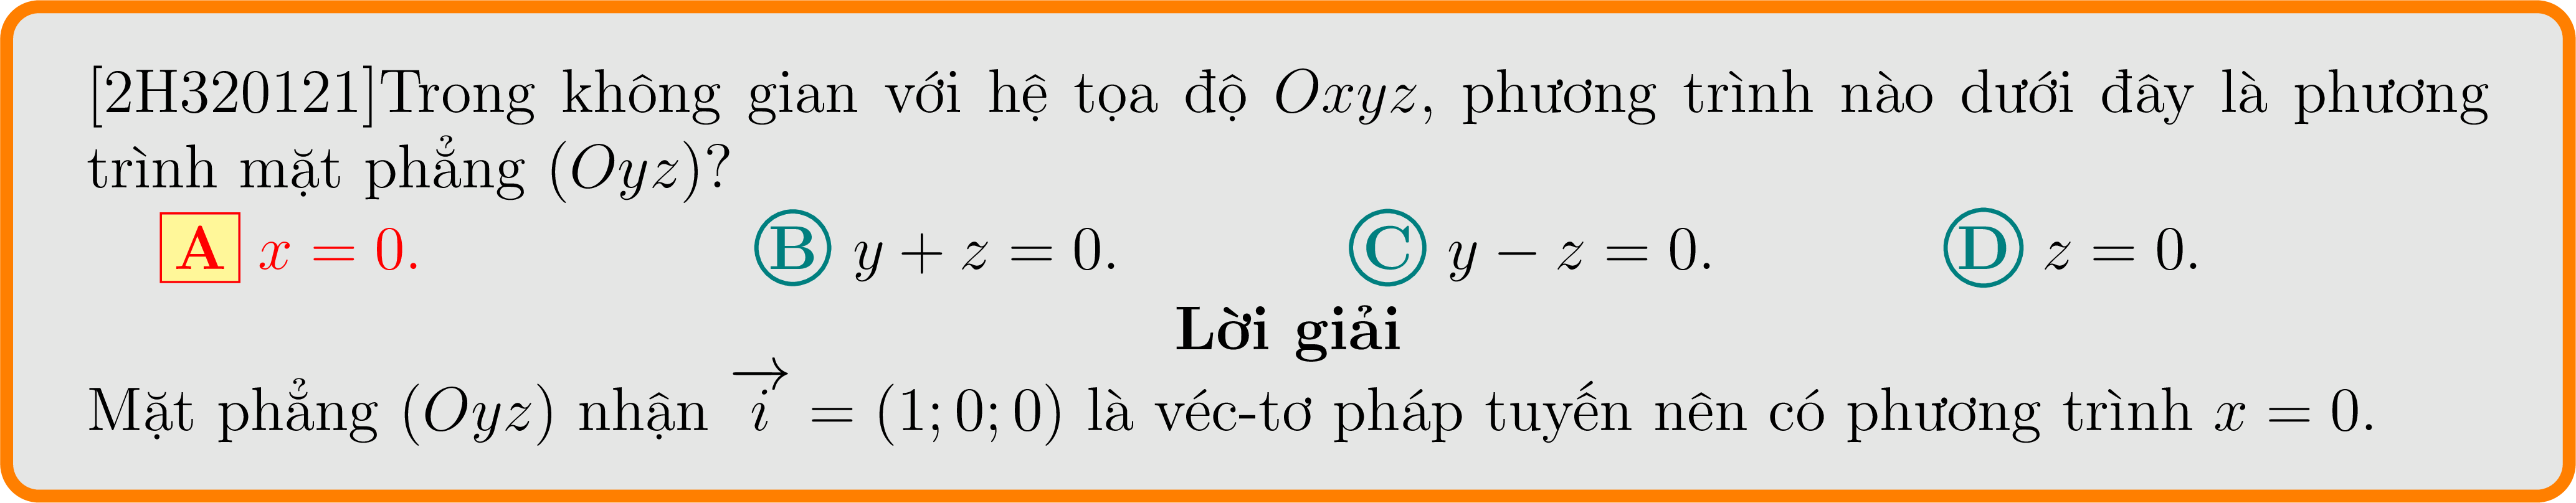 [2H320121]Trong không gian với hệ tọa độ Oxyz, phương trình nào dưới đây là phương
trình mặt phẳng (Oyz)?
A x = 0. B y + z = 0. C y − z = 0. D z = 0.
Lời giải
Mặt phẳng (Oyz) nhận →i = (1; 0; 0) là véc-tơ pháp tuyến nên có phương trình x = 0.